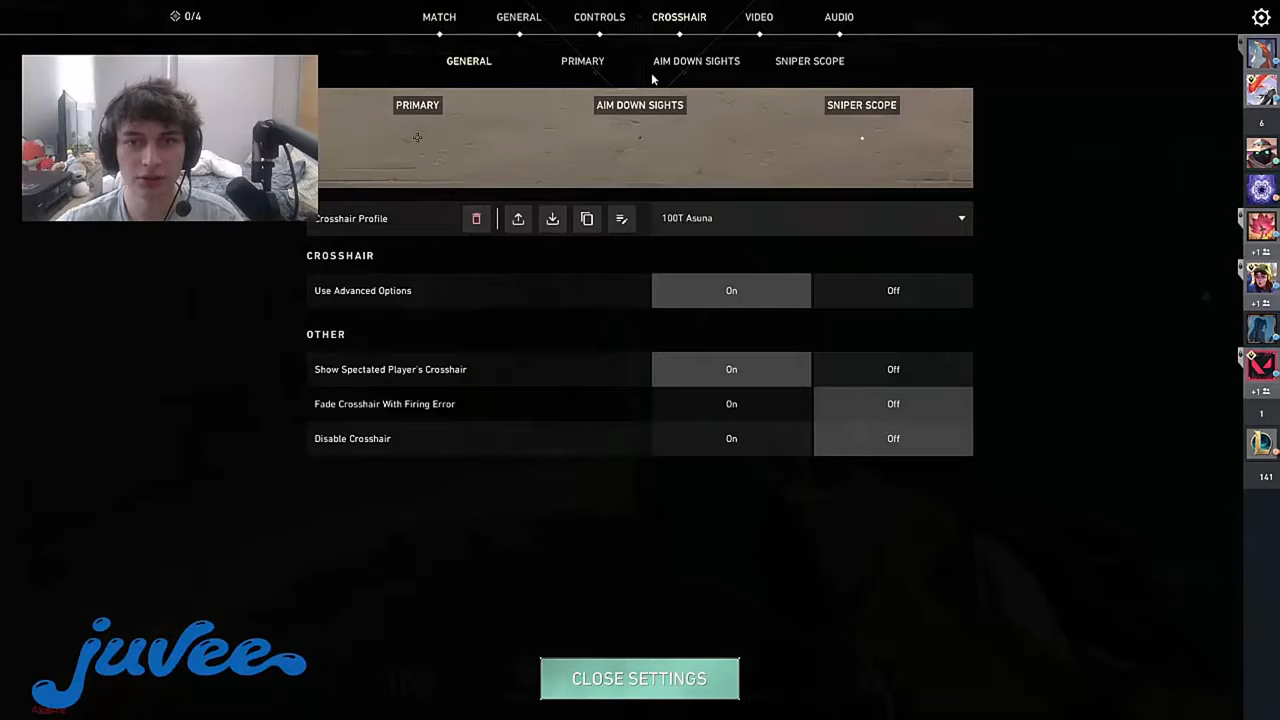 0/4
MATCH GENERAL CONTROLS CROSSHAIR VIDEO AUDIO
GENERAL PRIMARY AIM DOWN SIGHTS SNIPER SCOPE
PRIMARY AIM DOWN SIGHTS SNIPER SCOPE
6
Crosshair Profile 100T Asuna
CROSSHAIR
+1
Use Advanced Options On Off
+1
OTHER
Show Spectated Player's Crosshair On Off
+1
Fade Crosshair With Firing Error On Off
1
Disable Crosshair On Off
141
juvee
CLOSE SETTINGS